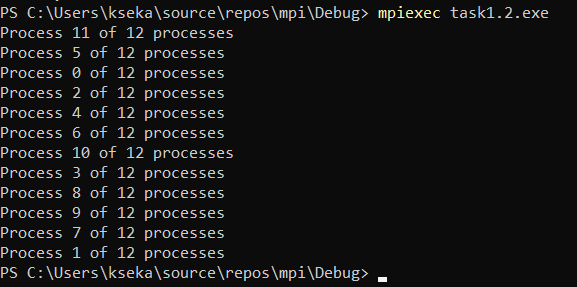 PS C:\Users\kseka\source\repos\mpi\Debug> mpiexec task1.2.exe
Process 11 of 12 processes
Process 5 of 12 processes
Process 0 of 12 processes
Process 2 of 12 processes
Process 4 of 12 processes
Process 6 of 12 processes
Process 10 of 12 processes
Process 3 of 12 processes
Process 8 of 12 processes
Process 9 of 12 processes
Process 7 of 12 processes
Process 1 of 12 processes
PS C:\Users\kseka\source\repos\mpi\Debug>